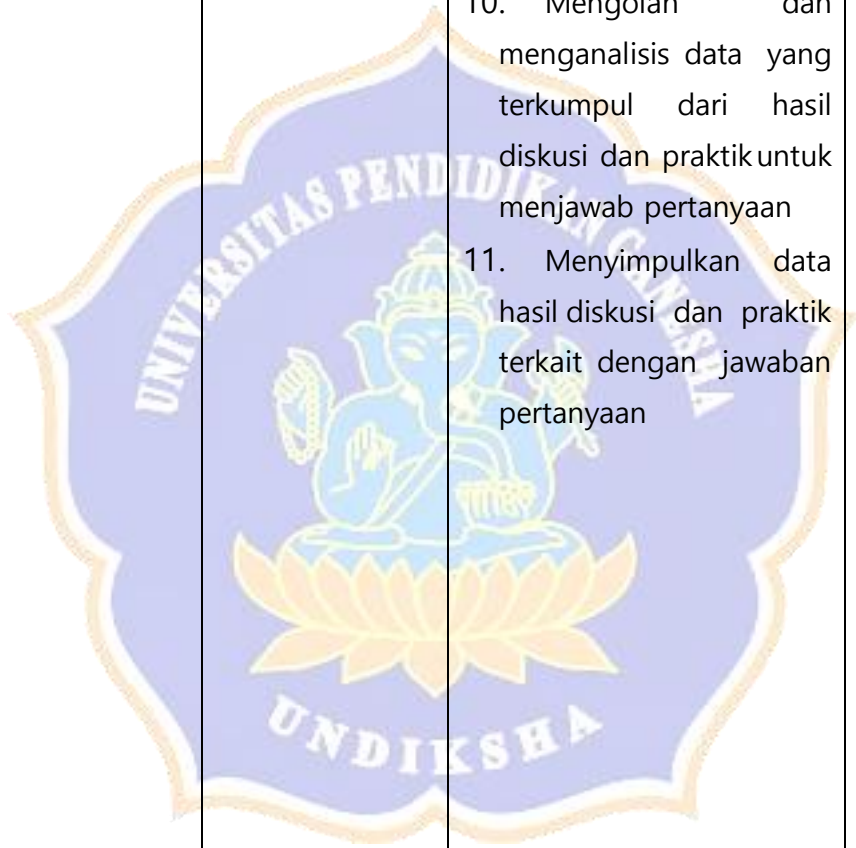 10. Mengolah dan
menganalisis data yang
terkumpul dari hasil
diskusi dan praktik untuk
menjawab pertanyaan
11. Menyimpulkan data
hasil diskusi dan praktik
terkait dengan jawaban
pertanyaan
UNIVERSITAS PENDIDIKAN GANESHA
UNDIKSHA